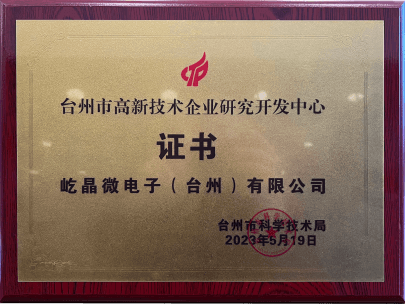 台州市高新技术企业研究开发中心
证书
屹晶微电子（台州）有限公司
台州市科学技术局
2023年5月19日